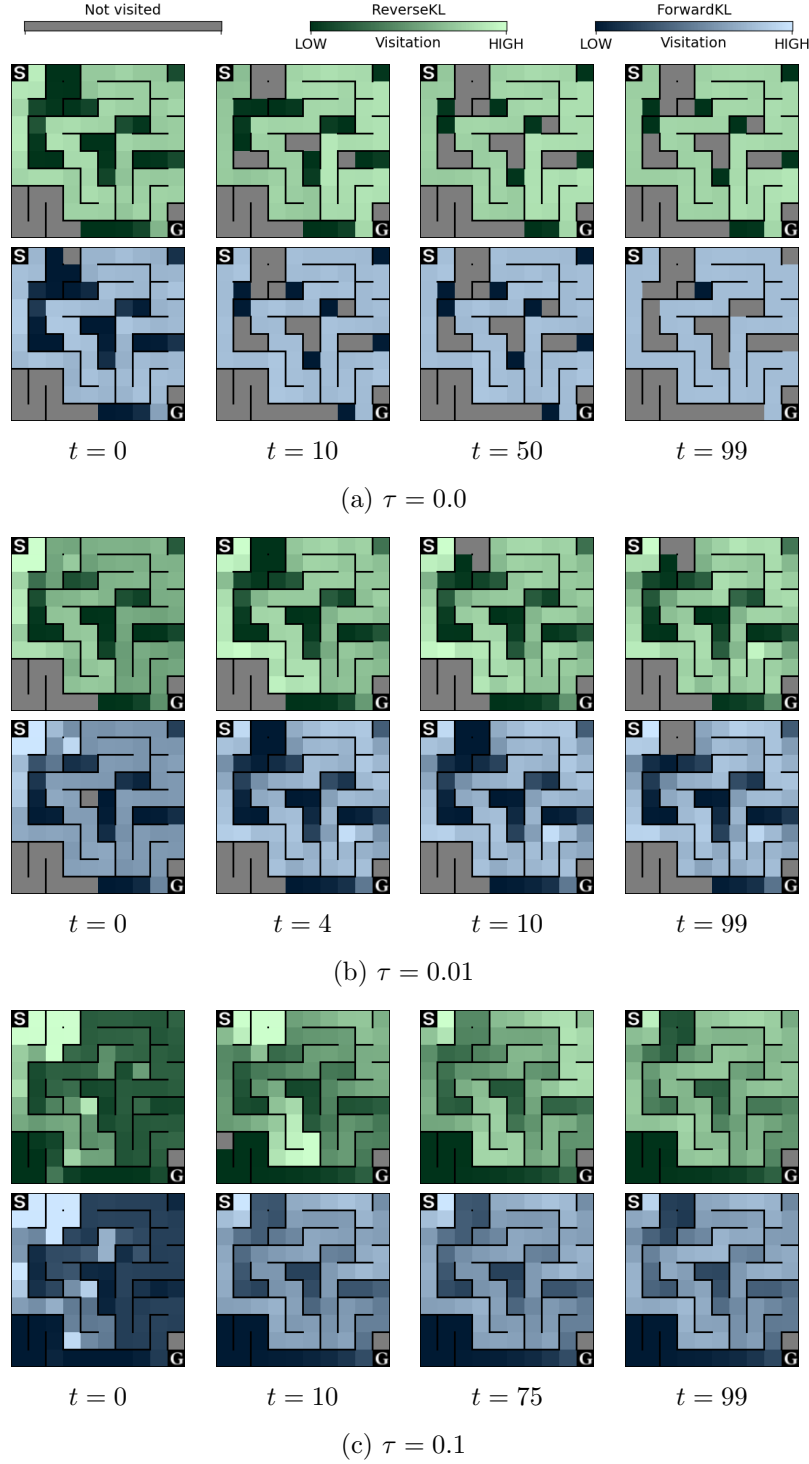 Not visited ReverseKL ForwardKL
LOW Visitation HIGH LOW Visitation HIGH
S S S S
G G G G
S S S S
G G G G
t = 0 t = 10 t = 50 t = 99
(a) τ = 0.0
S S S S
G G G G
S S S S
G G G G
t = 0 t = 4 t = 10 t = 99
(b) τ = 0.01
S S S S
G G G G
S S S S
G G G G
t = 0 t = 10 t = 75 t = 99
(c) τ = 0.1